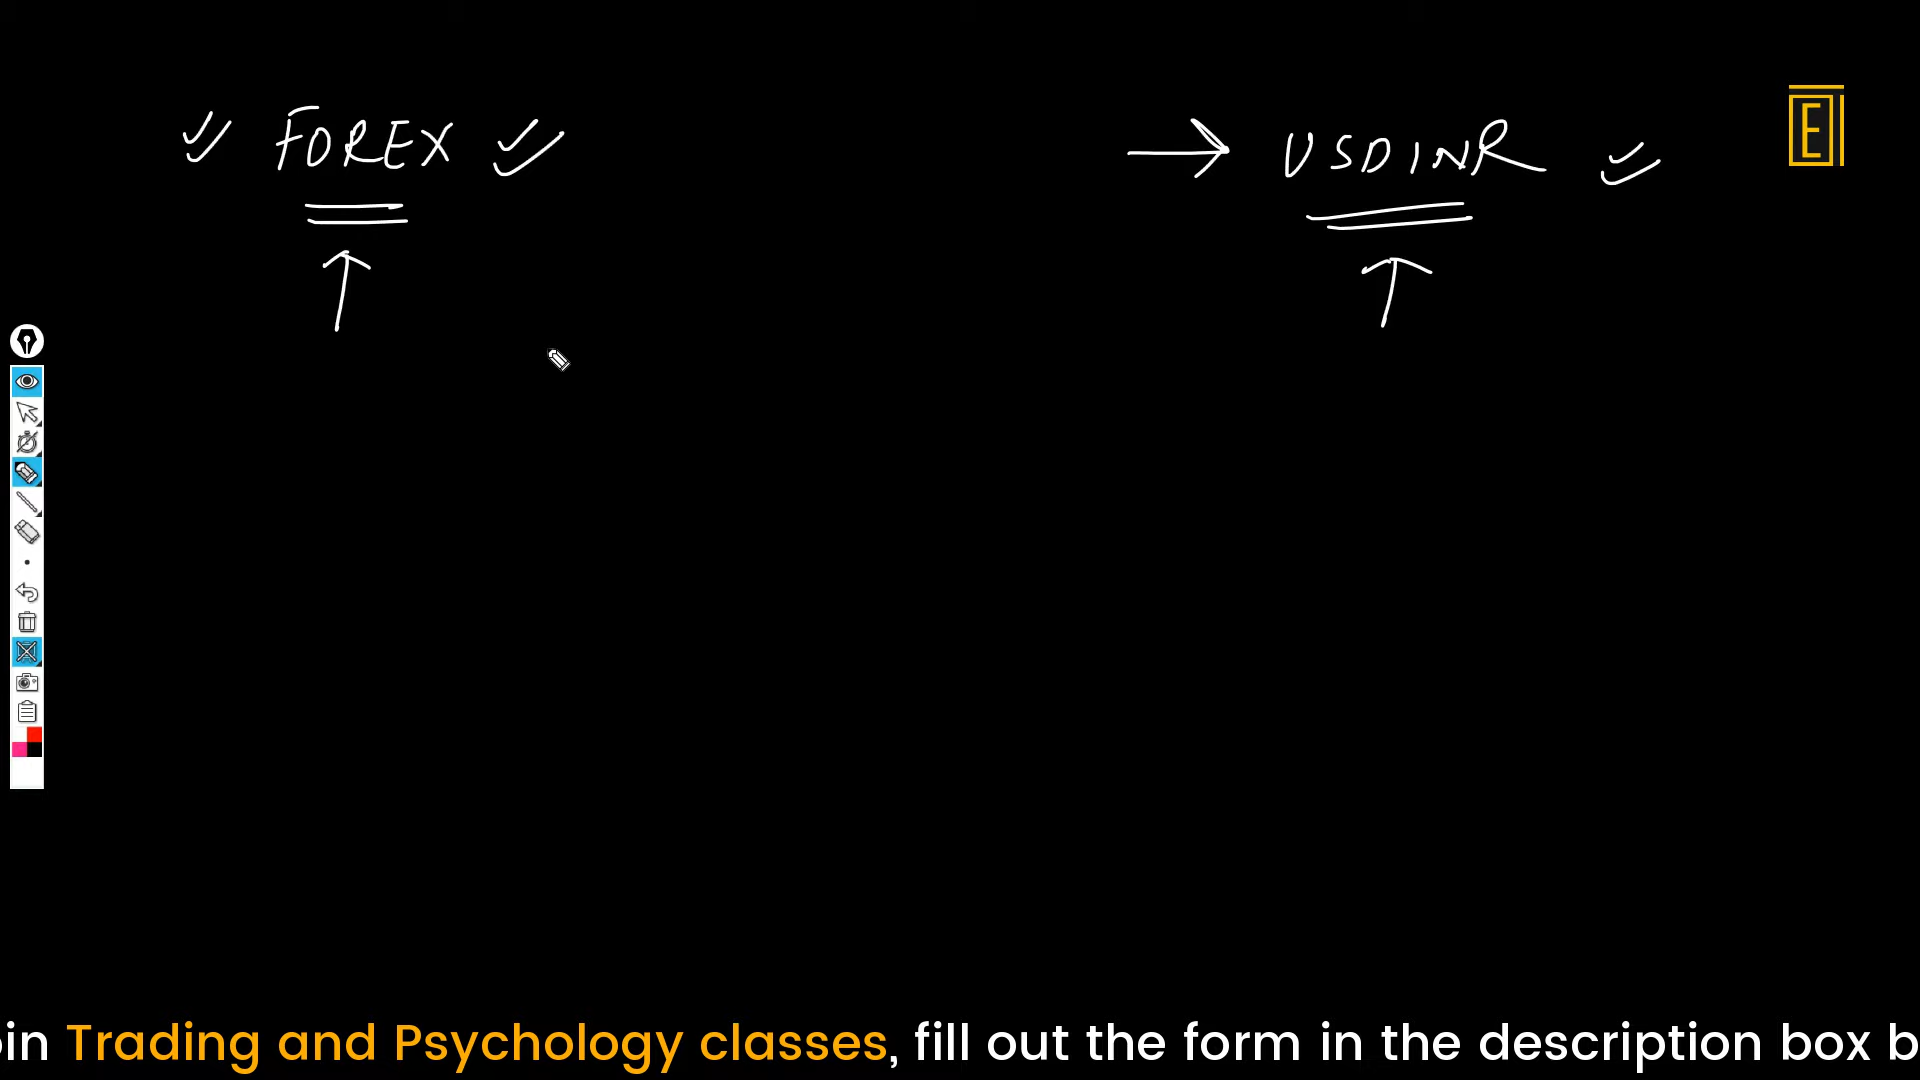 FOREX
USDINR
E
in Trading and Psychology classes, fill out the form in the description box b